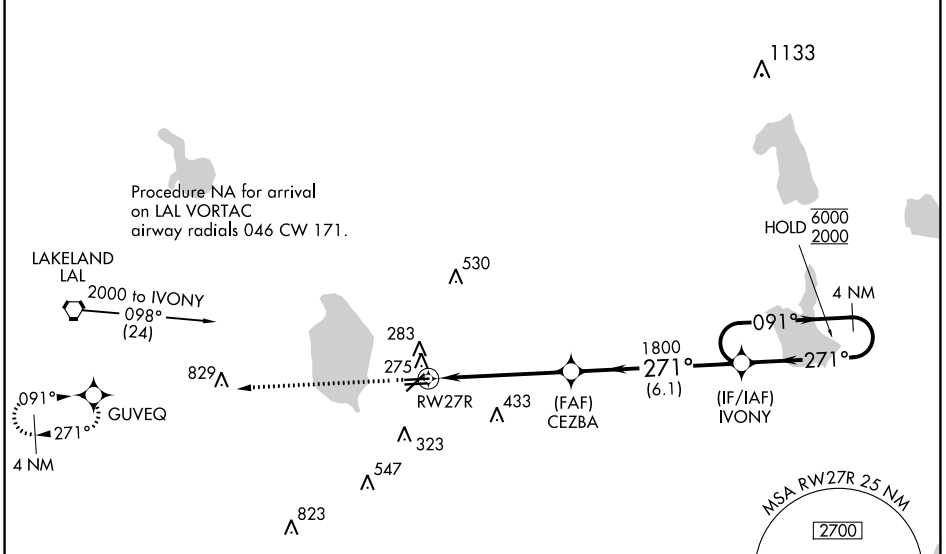 1133
Procedure NA for arrival
on LAL VORTAC
airway radials 046 CW 171.
HOLD 6000
2000
LAKELAND
LAL
2000 to IVONY
098°
(24)
530
4 NM
091°
271°
283
275
829
RW27R
1800
271°
(6.1)
(FAF)
CEZBA
(IF/IAF)
IVONY
091°
271°
GUVEQ
4 NM
433
323
547
823
MSA RW27R 25 NM
2700